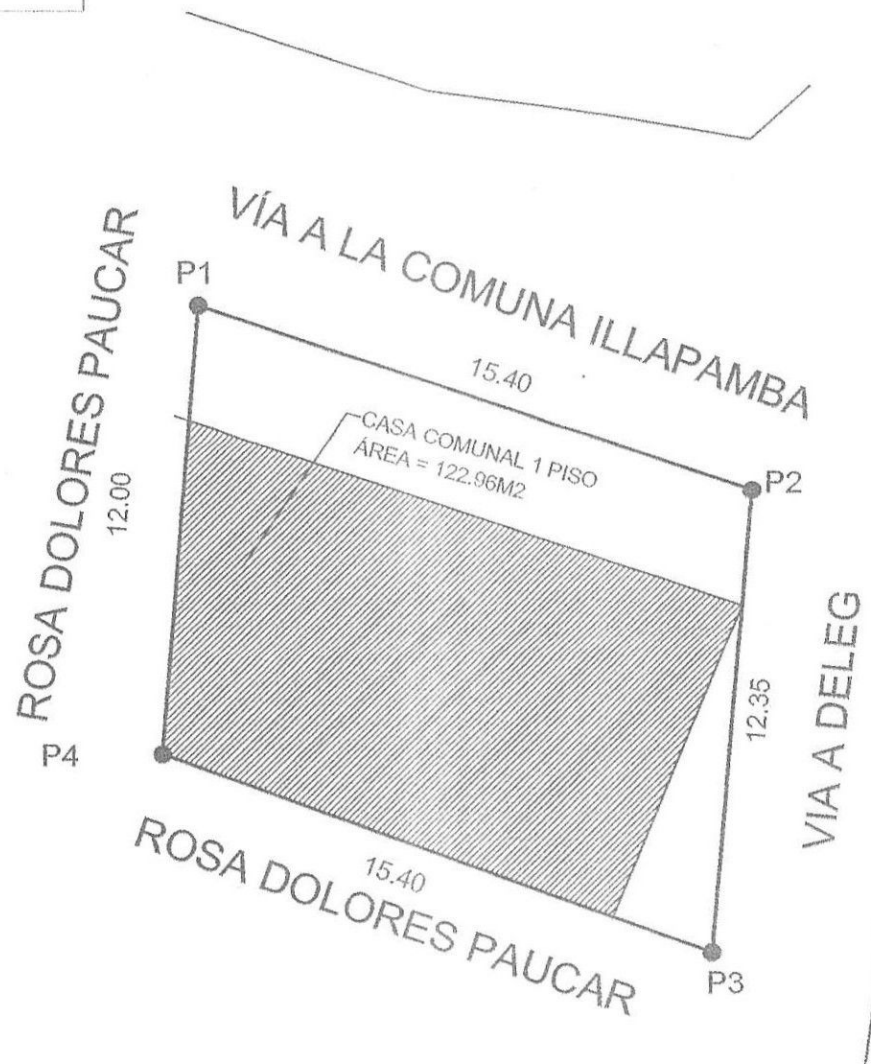 VÍA A LA COMUNA ILLAPAMBA
P1
15.40
ROSA DOLORES PAUCAR
12.00
CASA COMUNAL 1 PISO
ÁREA = 122.96M2
P2
12.35
VIA A DELEG
P4
15.40
ROSA DOLORES PAUCAR
P3